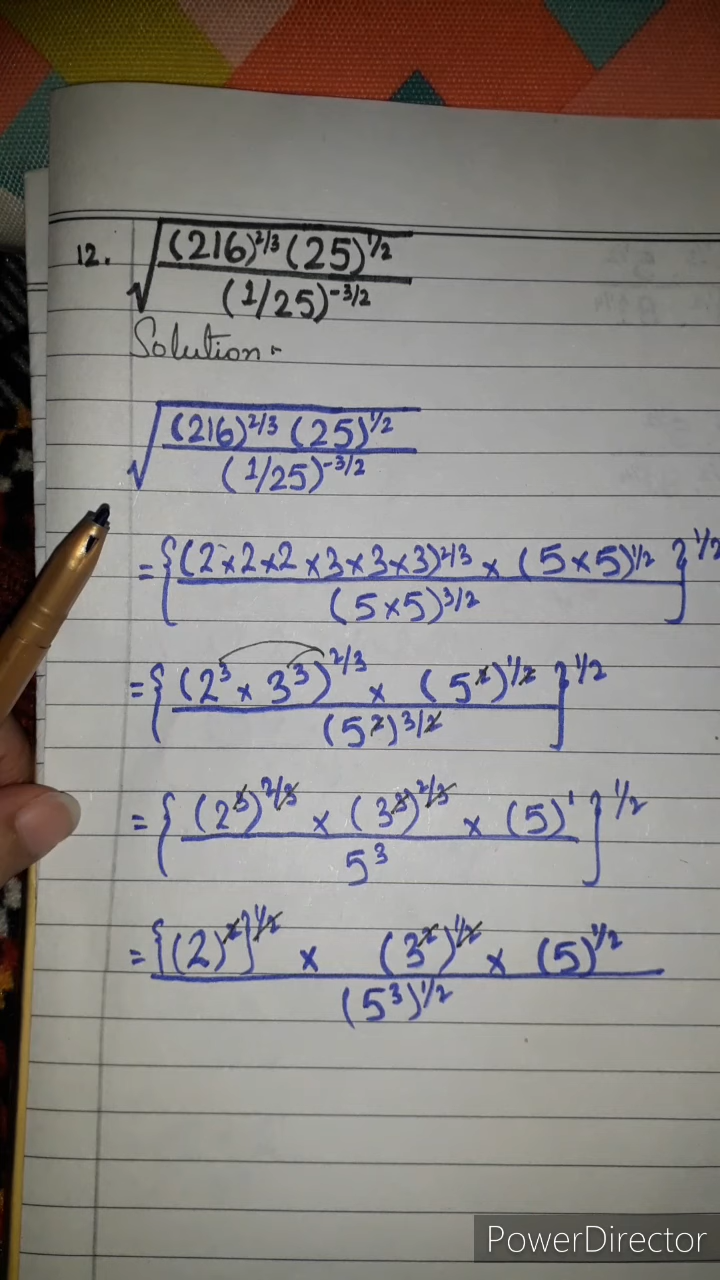 12. √((216)^2/3 (25)^1/2 / (1/25)^-3/2)
Solution:-
√((216)^2/3 (25)^1/2 / (1/25)^-3/2)
= {(2×2×2×3×3×3)^2/3 × (5×5)^1/2 / (5×5)^3/2}^1/2
= {(2^3 × 3^3)^2/3 × (5^2)^1/2 / (5^2)^3/2}^1/2
= {(2^3)^2/3 × (3^3)^2/3 × (5)^1 / 5^3}^1/2
= {(2)^2}^1/2 × (3^2)^1/2 × (5)^1/2 / (5^3)^1/2
PowerDirector